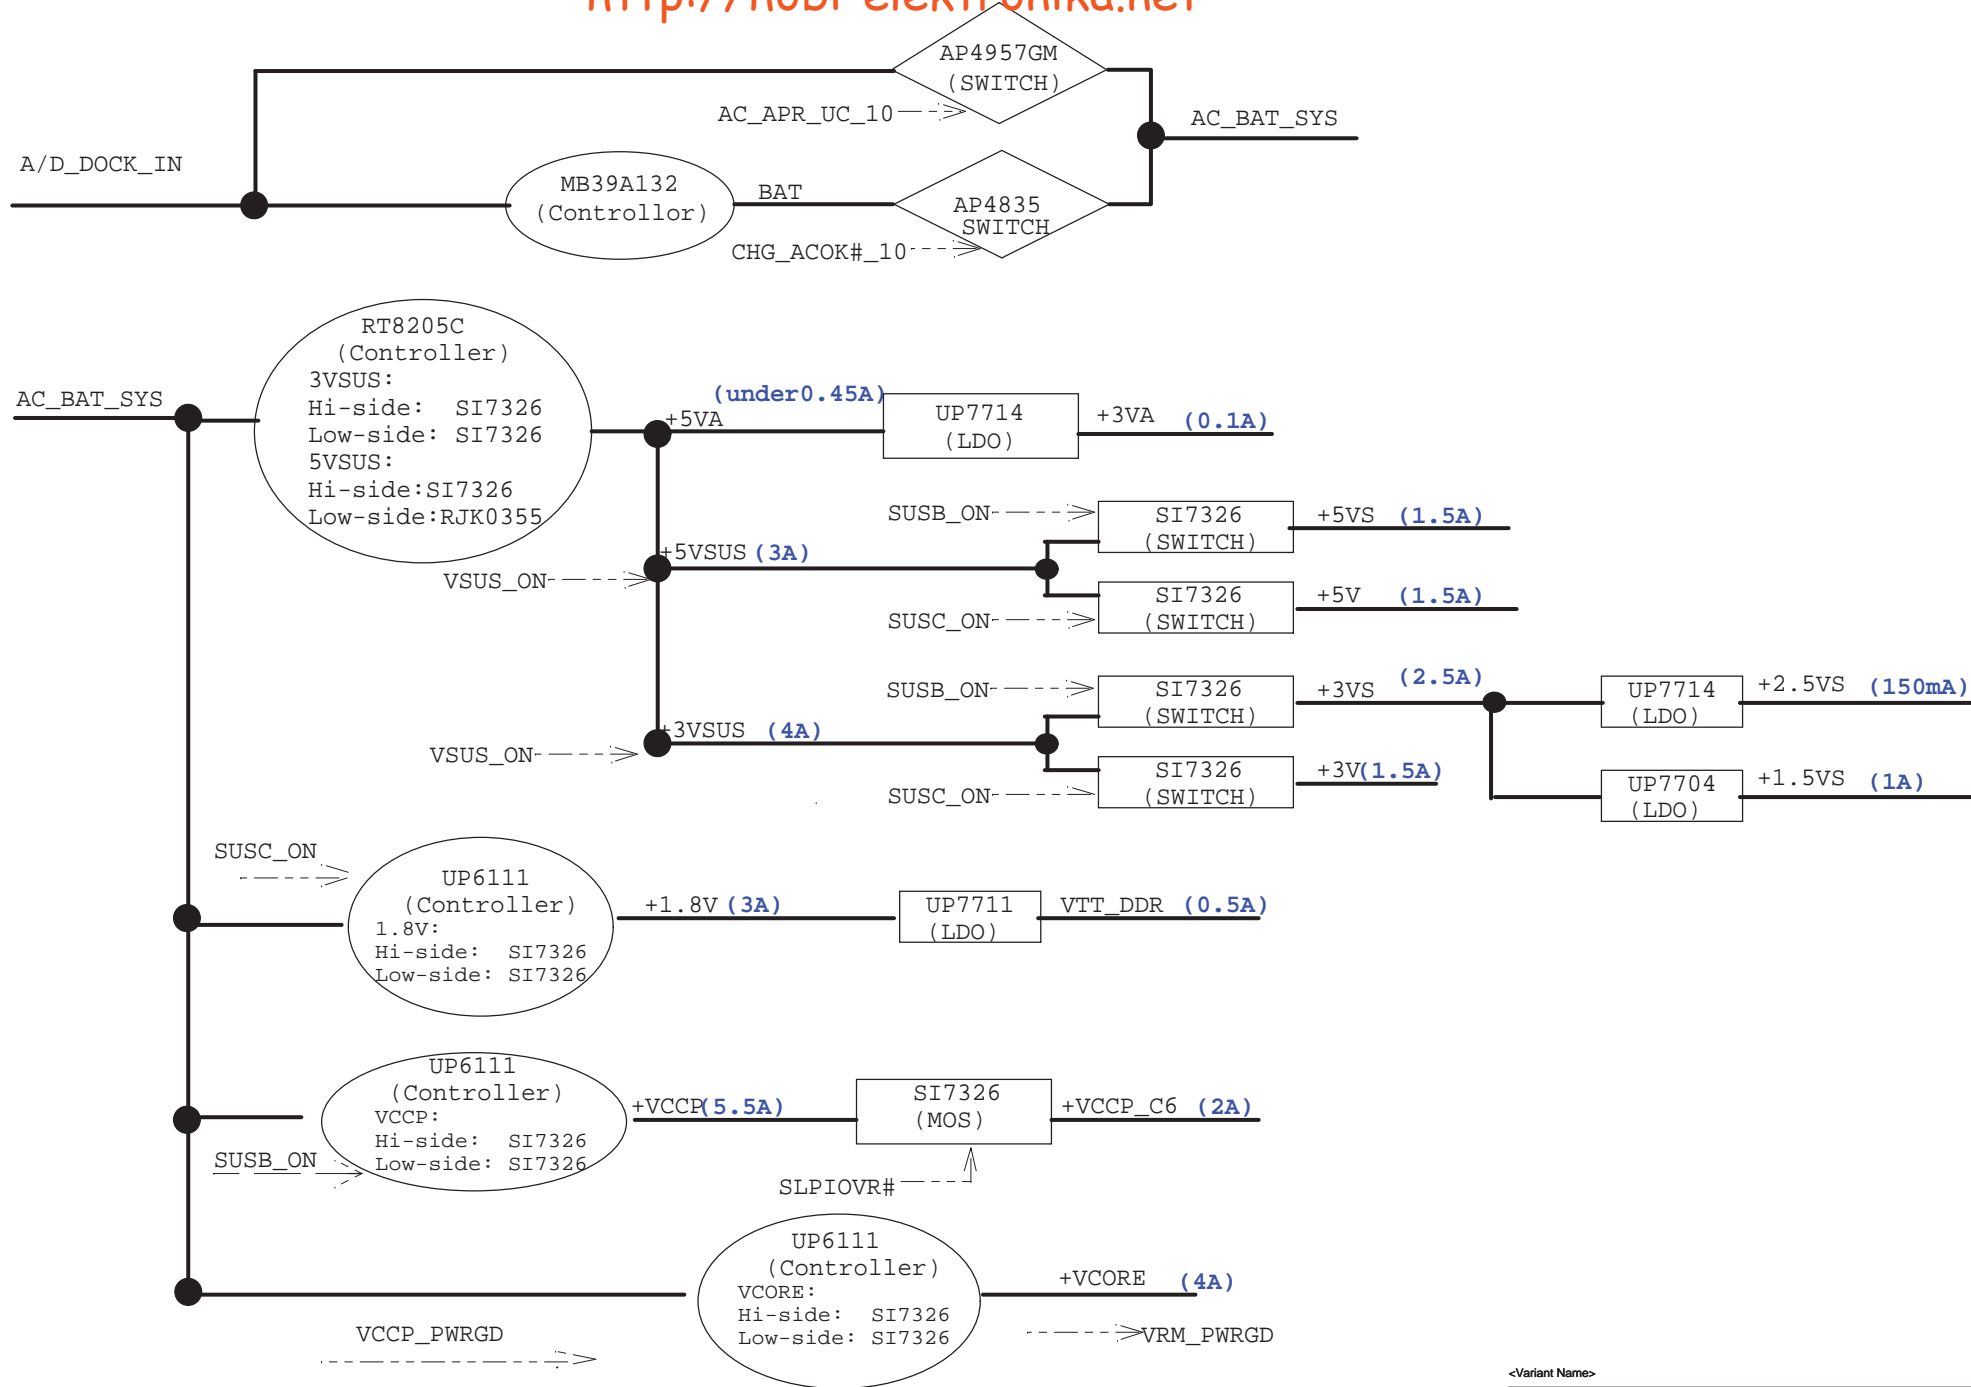 http://hobi-elektronika.net
AP4957GM
(SWITCH)
AC_APR_UC_10
AC_BAT_SYS
A/D_DOCK_IN
MB39A132
(Controllor)
BAT
AP4835
SWITCH
CHG_ACOK#_10
RT8205C
(Controller)
3VSUS:
Hi-side: SI7326
Low-side: SI7326
5VSUS:
Hi-side:SI7326
Low-side:RJK0355
AC_BAT_SYS
+5VA
(under0.45A)
UP7714
(LDO)
+3VA (0.1A)
SUSB_ON
SI7326
(SWITCH)
+5VS (1.5A)
+5VSUS (3A)
VSUS_ON
SI7326
(SWITCH)
+5V (1.5A)
SUSC_ON
SUSB_ON
SI7326
(SWITCH)
+3VS (2.5A)
UP7714
(LDO)
+2.5VS (150mA)
+3VSUS (4A)
VSUS_ON
SI7326
(SWITCH)
+3V(1.5A)
SUSC_ON
UP7704
(LDO)
+1.5VS (1A)
SUSC_ON
UP6111
(Controller)
1.8V:
Hi-side: SI7326
Low-side: SI7326
+1.8V (3A)
UP7711
(LDO)
VTT_DDR (0.5A)
UP6111
(Controller)
VCCP:
Hi-side: SI7326
Low-side: SI7326
SUSB_ON
+VCCP(5.5A)
SI7326
(MOS)
+VCCP_C6 (2A)
SLPIOVR#
UP6111
(Controller)
VCORE:
Hi-side: SI7326
Low-side: SI7326
+VCORE (4A)
VCCP_PWRGD
VRM_PWRGD
<Variant Name>